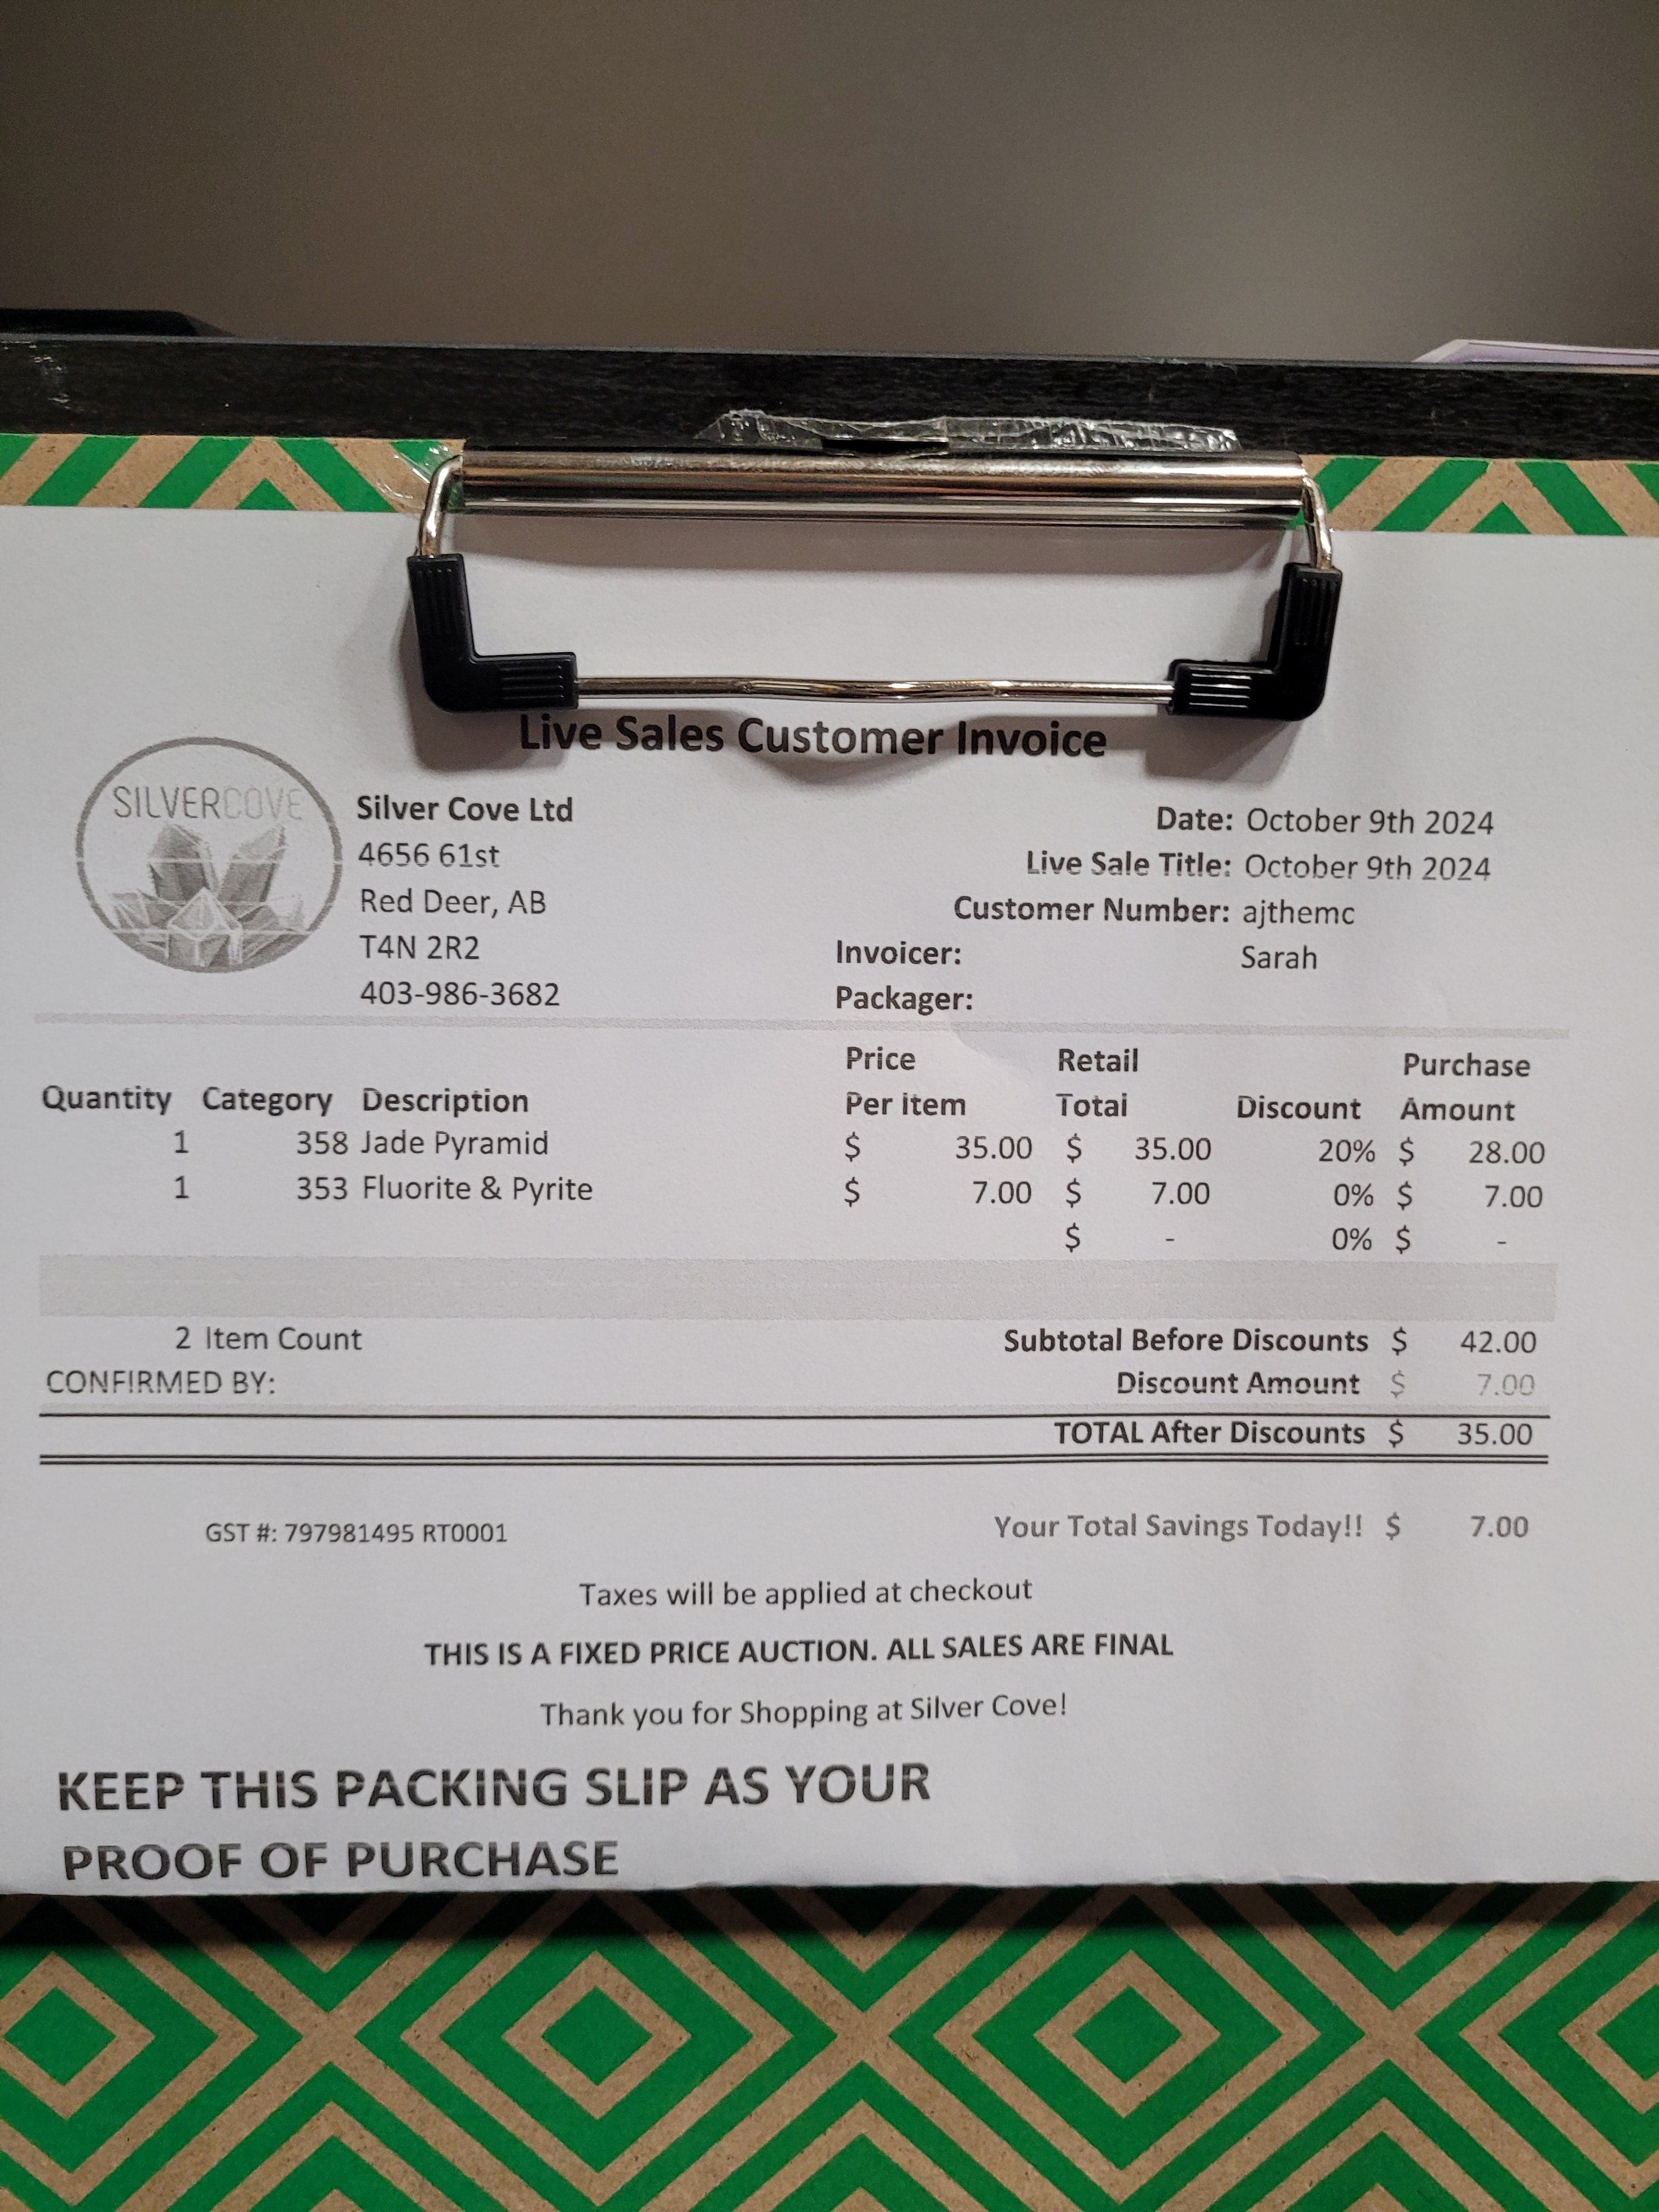 Live Sales Customer Invoice
SILVERCOVE
Silver Cove Ltd
4656 61st
Red Deer, AB
T4N 2R2
403-986-3682
Date: October 9th 2024
Live Sale Title: October 9th 2024
Customer Number: ajthemc
Invoicer: Sarah
Packager:
Quantity Category Description Price Per Item Retail Total Discount Purchase Amount
1 358 Jade Pyramid $ 35.00 $ 35.00 20% $ 28.00
1 353 Fluorite & Pyrite $ 7.00 $ 7.00 0% $ 7.00
$ - 0% $ -
2 Item Count Subtotal Before Discounts $ 42.00
CONFIRMED BY: Discount Amount $ 7.00
TOTAL After Discounts $ 35.00
GST #: 797981495 RT0001 Your Total Savings Today!! $ 7.00
Taxes will be applied at checkout
THIS IS A FIXED PRICE AUCTION. ALL SALES ARE FINAL
Thank you for Shopping at Silver Cove!
KEEP THIS PACKING SLIP AS YOUR
PROOF OF PURCHASE